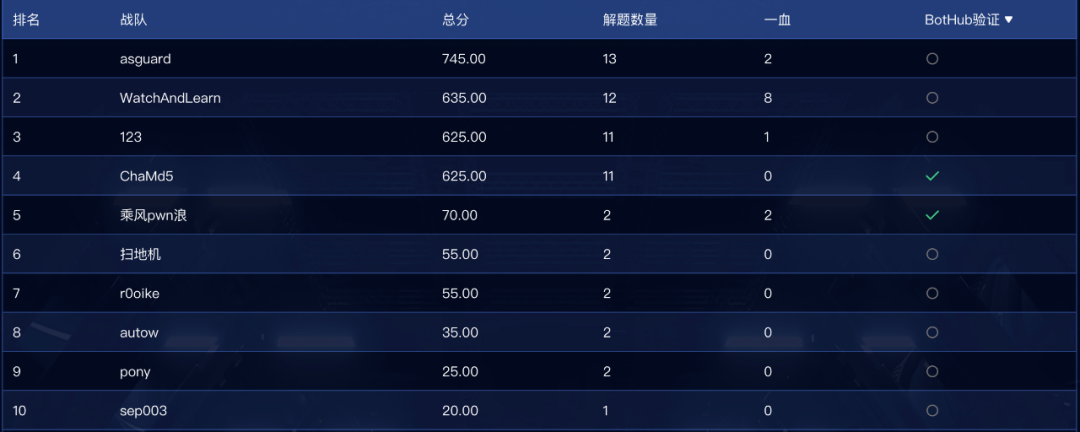 排名 战队 总分 解题数量 一血 BotHub验证
1 asguard 745.00 13 2
2 WatchAndLearn 635.00 12 8
3 123 625.00 11 1
4 ChaMd5 625.00 11 0
5 乘风pwn浪 70.00 2 2
6 扫地机 55.00 2 0
7 r0oike 55.00 2 0
8 autow 35.00 2 0
9 pony 25.00 2 0
10 sep003 20.00 1 0